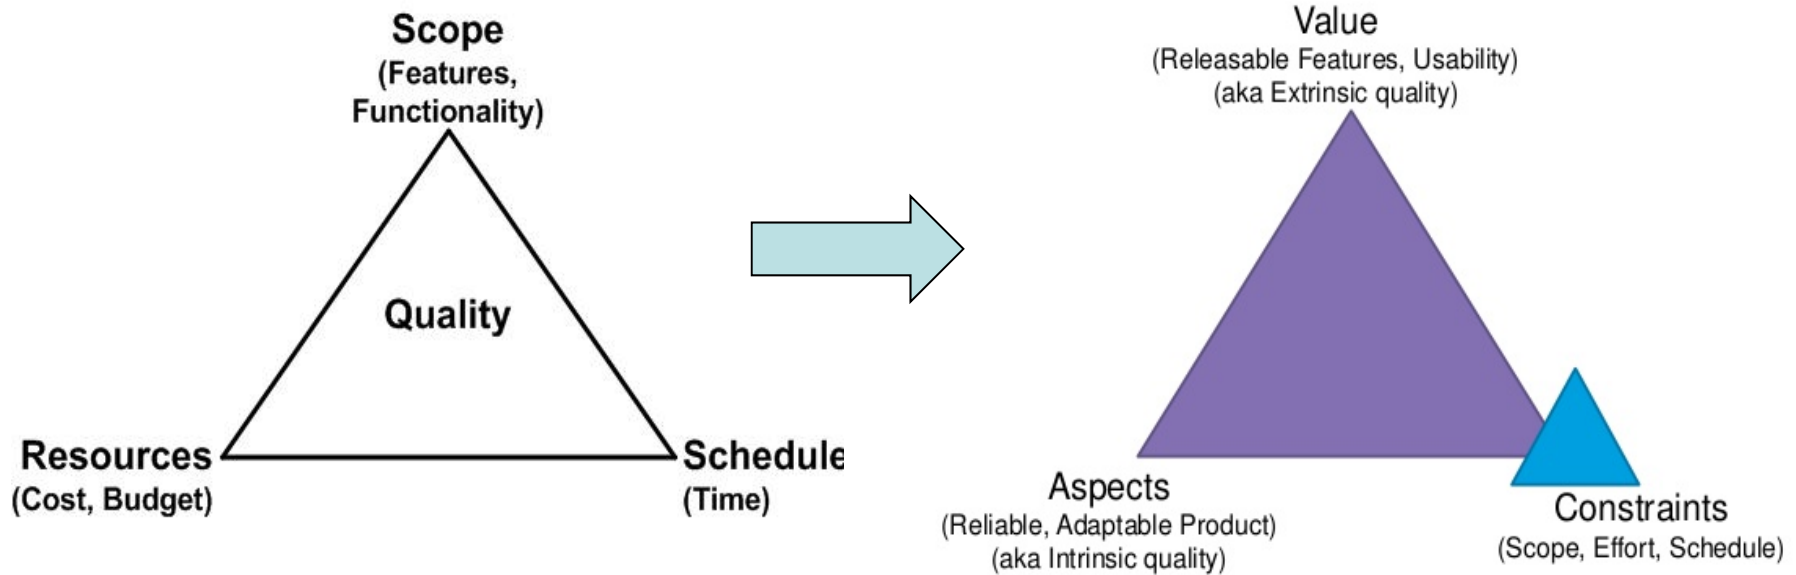 Scope
(Features,
Functionality)
Quality
Resources
(Cost, Budget)
Schedule
(Time)
Value
(Releasable Features, Usability)
(aka Extrinsic quality)
Aspects
(Reliable, Adaptable Product)
(aka Intrinsic quality)
Constraints
(Scope, Effort, Schedule)